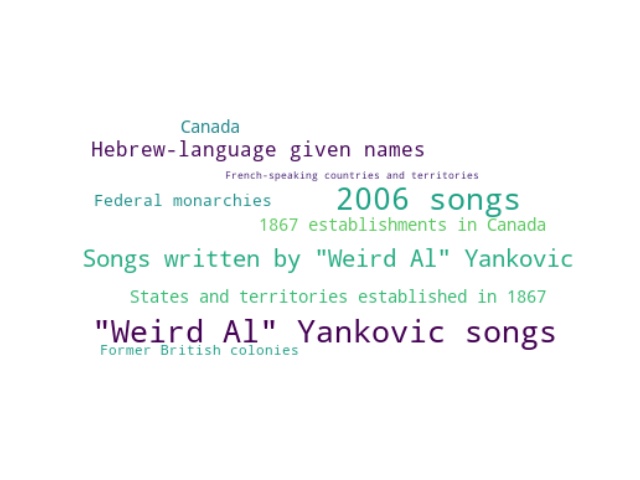 Canada
Hebrew-language given names
French-speaking countries and territories
Federal monarchies
2006 songs
1867 establishments in Canada
Songs written by "Weird Al" Yankovic
States and territories established in 1867
"Weird Al" Yankovic songs
Former British colonies